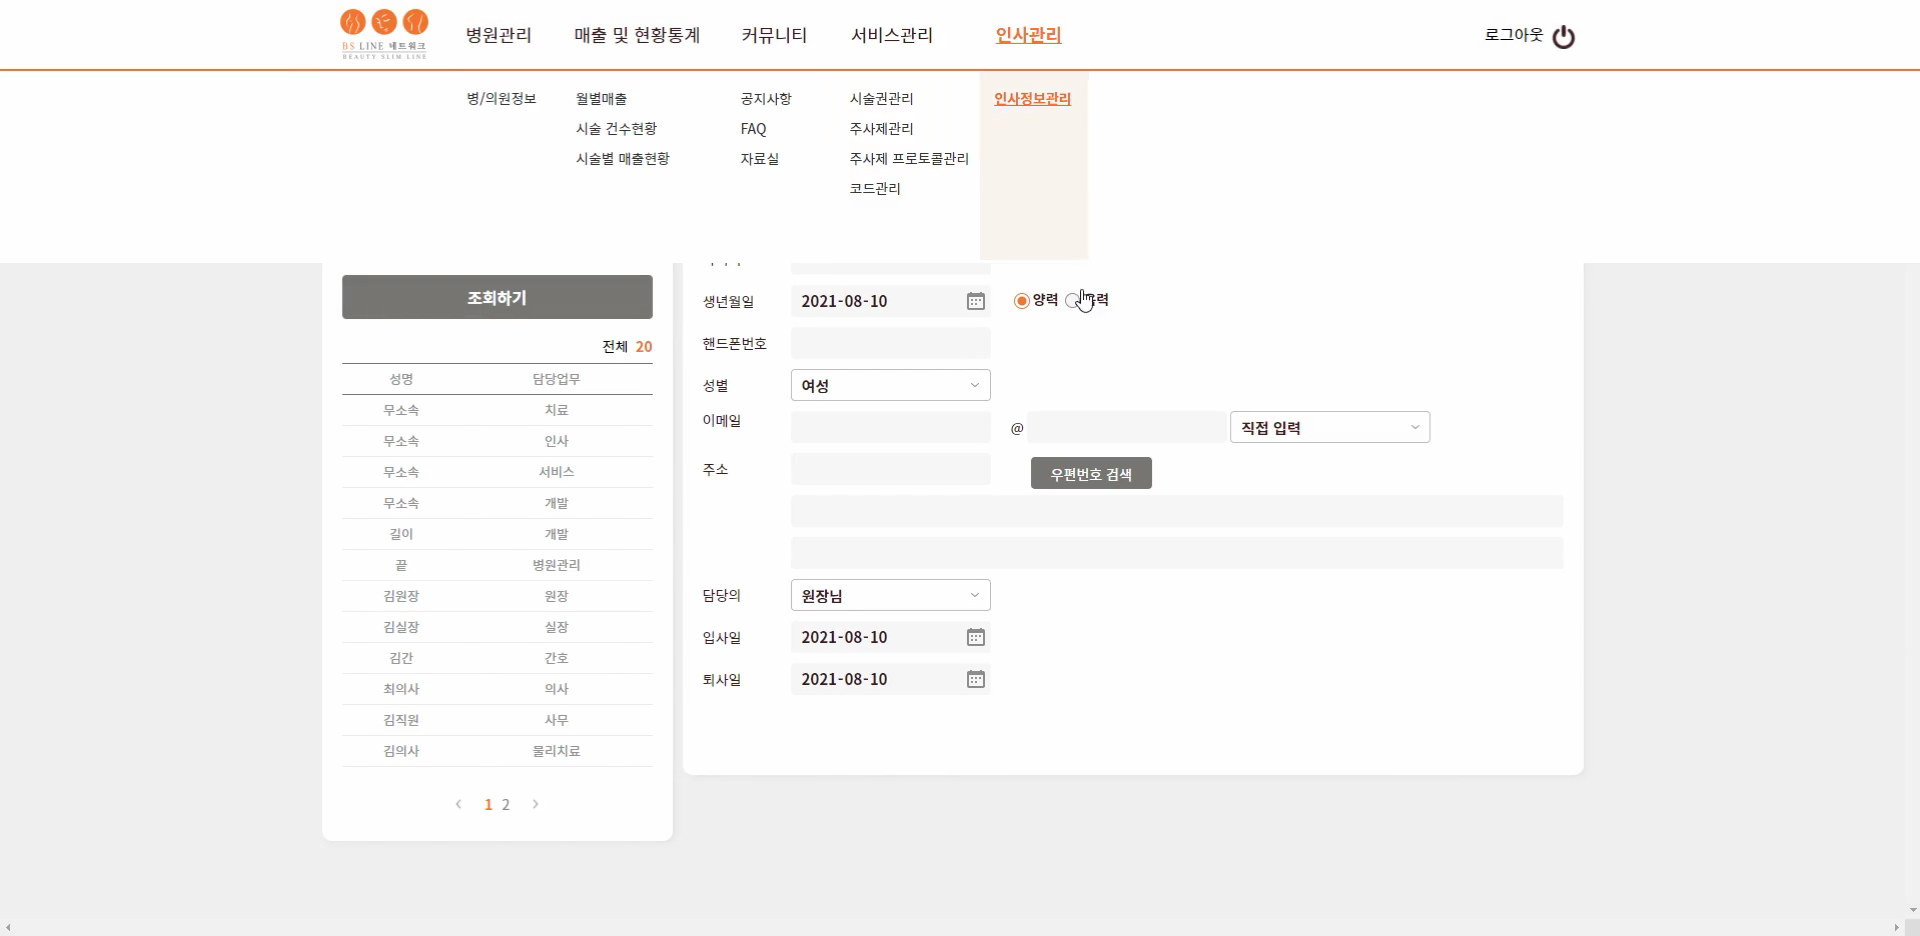 BS LINE 네트워크
BEAUTY SLIM LINE
병원관리 매출 및 현황통계 커뮤니티 서비스관리 인사관리 로그아웃
병/의원정보 월별매출 공지사항 시술권관리 인사정보관리
시술 건수현황 FAQ 주사제관리
시술별 매출현황 자료실 주사제 프로토콜관리
코드관리
조회하기
전체 20
성명 담당업무
무소속 치료
무소속 인사
무소속 서비스
무소속 개발
길이 개발
끝 병원관리
김원장 원장
김실장 실장
김간 간호
최의사 의사
김직원 사무
김의사 물리치료
1 2
생년월일 2021-08-10 양력 력
핸드폰번호
성별 여성
이메일 @ 직접 입력
주소 우편번호 검색
담당의 원장님
입사일 2021-08-10
퇴사일 2021-08-10